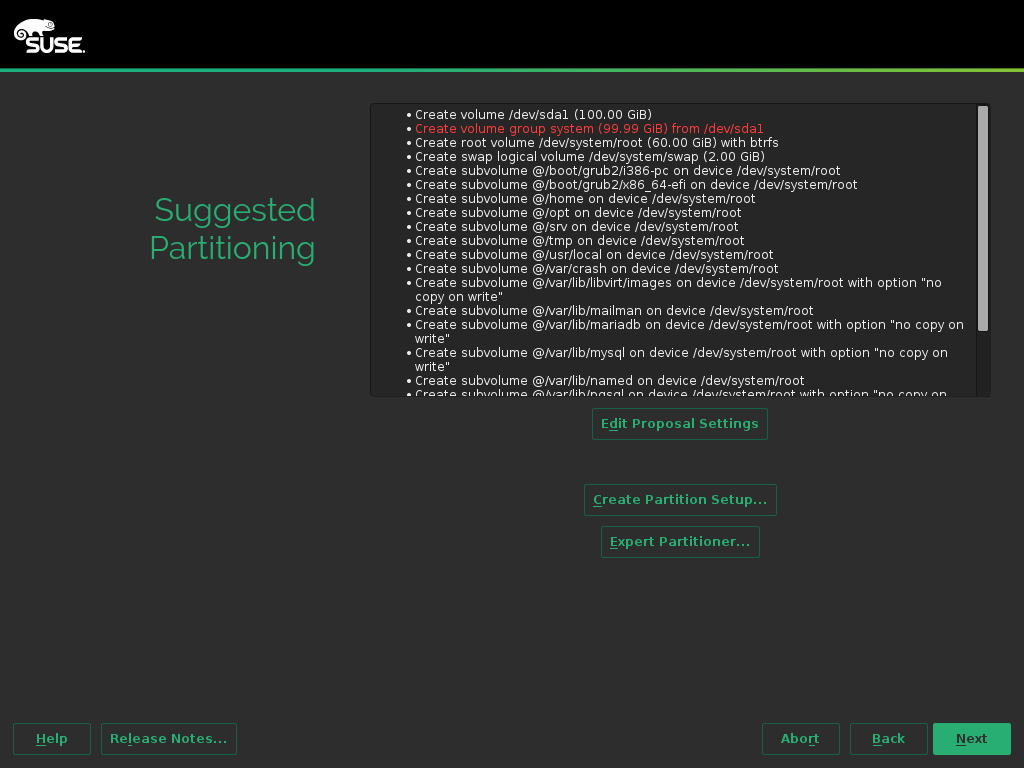 SUSE.
Suggested
Partitioning
• Create volume /dev/sda1 (100.00 GiB)
• Create volume group system (99.99 GiB) from /dev/sda1
• Create root volume /dev/system/root (60.00 GiB) with btrfs
• Create swap logical volume /dev/system/swap (2.00 GiB)
• Create subvolume @/boot/grub2/i386-pc on device /dev/system/root
• Create subvolume @/boot/grub2/x86_64-efi on device /dev/system/root
• Create subvolume @/home on device /dev/system/root
• Create subvolume @/opt on device /dev/system/root
• Create subvolume @/srv on device /dev/system/root
• Create subvolume @/tmp on device /dev/system/root
• Create subvolume @/usr/local on device /dev/system/root
• Create subvolume @/var/crash on device /dev/system/root
• Create subvolume @/var/lib/libvirt/images on device /dev/system/root with option "no
copy on write"
• Create subvolume @/var/lib/mailman on device /dev/system/root
• Create subvolume @/var/lib/mariadb on device /dev/system/root with option "no copy on
write"
• Create subvolume @/var/lib/mysql on device /dev/system/root with option "no copy on
write"
• Create subvolume @/var/lib/named on device /dev/system/root
• Create subvolume @/var/lib/pgsql on device /dev/system/root with option "no copy on
Edit Proposal Settings
Create Partition Setup...
Expert Partitioner...
Help
Release Notes...
Abort
Back
Next